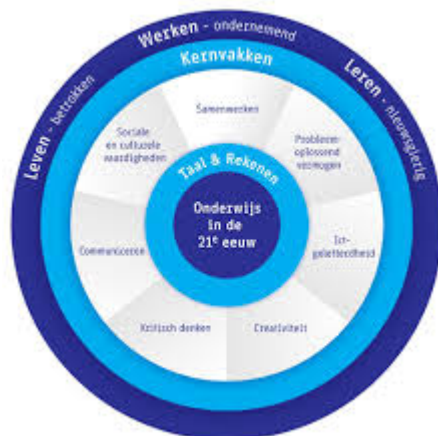 Werken - ondernemend
Leven - betrokken
Leren - nieuwsgierig
Kernvakken
Samenwerken
Sociale
en culturele
vaardigheden
Probleem-
oplossend
vermogen
Taal & Rekenen
Onderwijs
in de
21e eeuw
Communiceren
Ict-
geletterdheid
Kritisch denken
Creativiteit